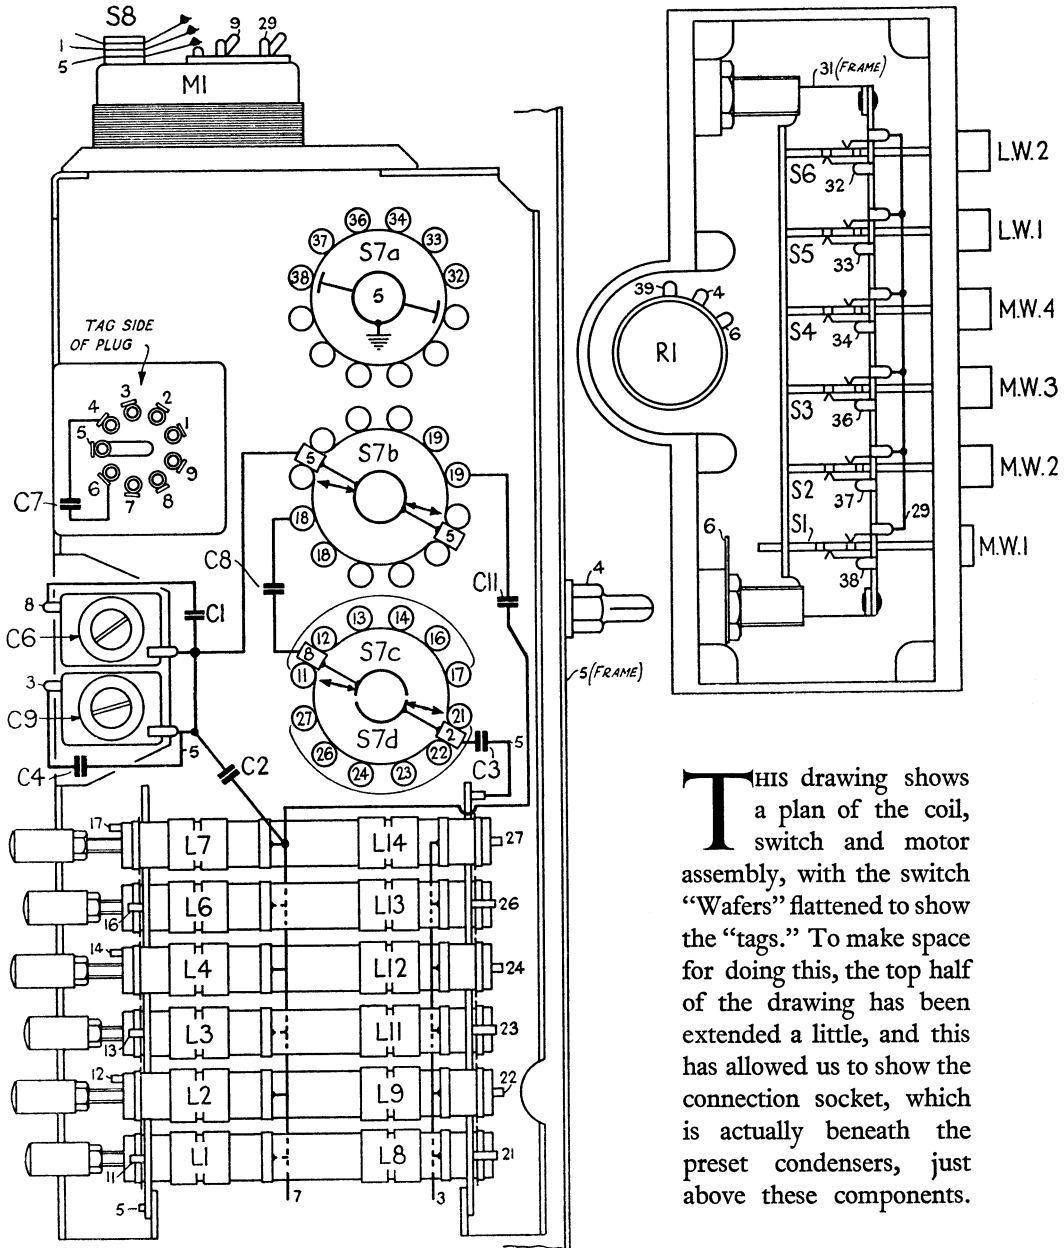 S8
9
29
1
5
M1
31 (FRAME)
L.W.2
S6
32
L.W.1
S5
33
M.W.4
S4
34
M.W.3
S3
36
M.W.2
S2
37
S1
29
M.W.1
38
39
4
6
R1
6
36
34
37
S7a
33
38
5
32
TAG SIDE
OF PLUG
3
2
4
1
5
6
9
7
8
C7
S7b
19
5
19
18
5
18
C8
C11
4
5 (FRAME)
8
C1
C6
3
C9
5
C4
C2
13
14
12
S7c
16
8
11
17
27
21
S7d
2
26
22
24
23
5
C3
17
L7
L14
27
L6
L13
26
16
14
L4
L12
24
L3
L11
23
13
12
L2
L9
22
L1
L8
21
11
5
7
3
THIS drawing shows
a plan of the coil,
switch and motor
assembly, with the switch
“Wafers” flattened to show
the “tags.” To make space
for doing this, the top half
of the drawing has been
extended a little, and this
has allowed us to show the
connection socket, which
is actually beneath the
preset condensers, just
above these components.